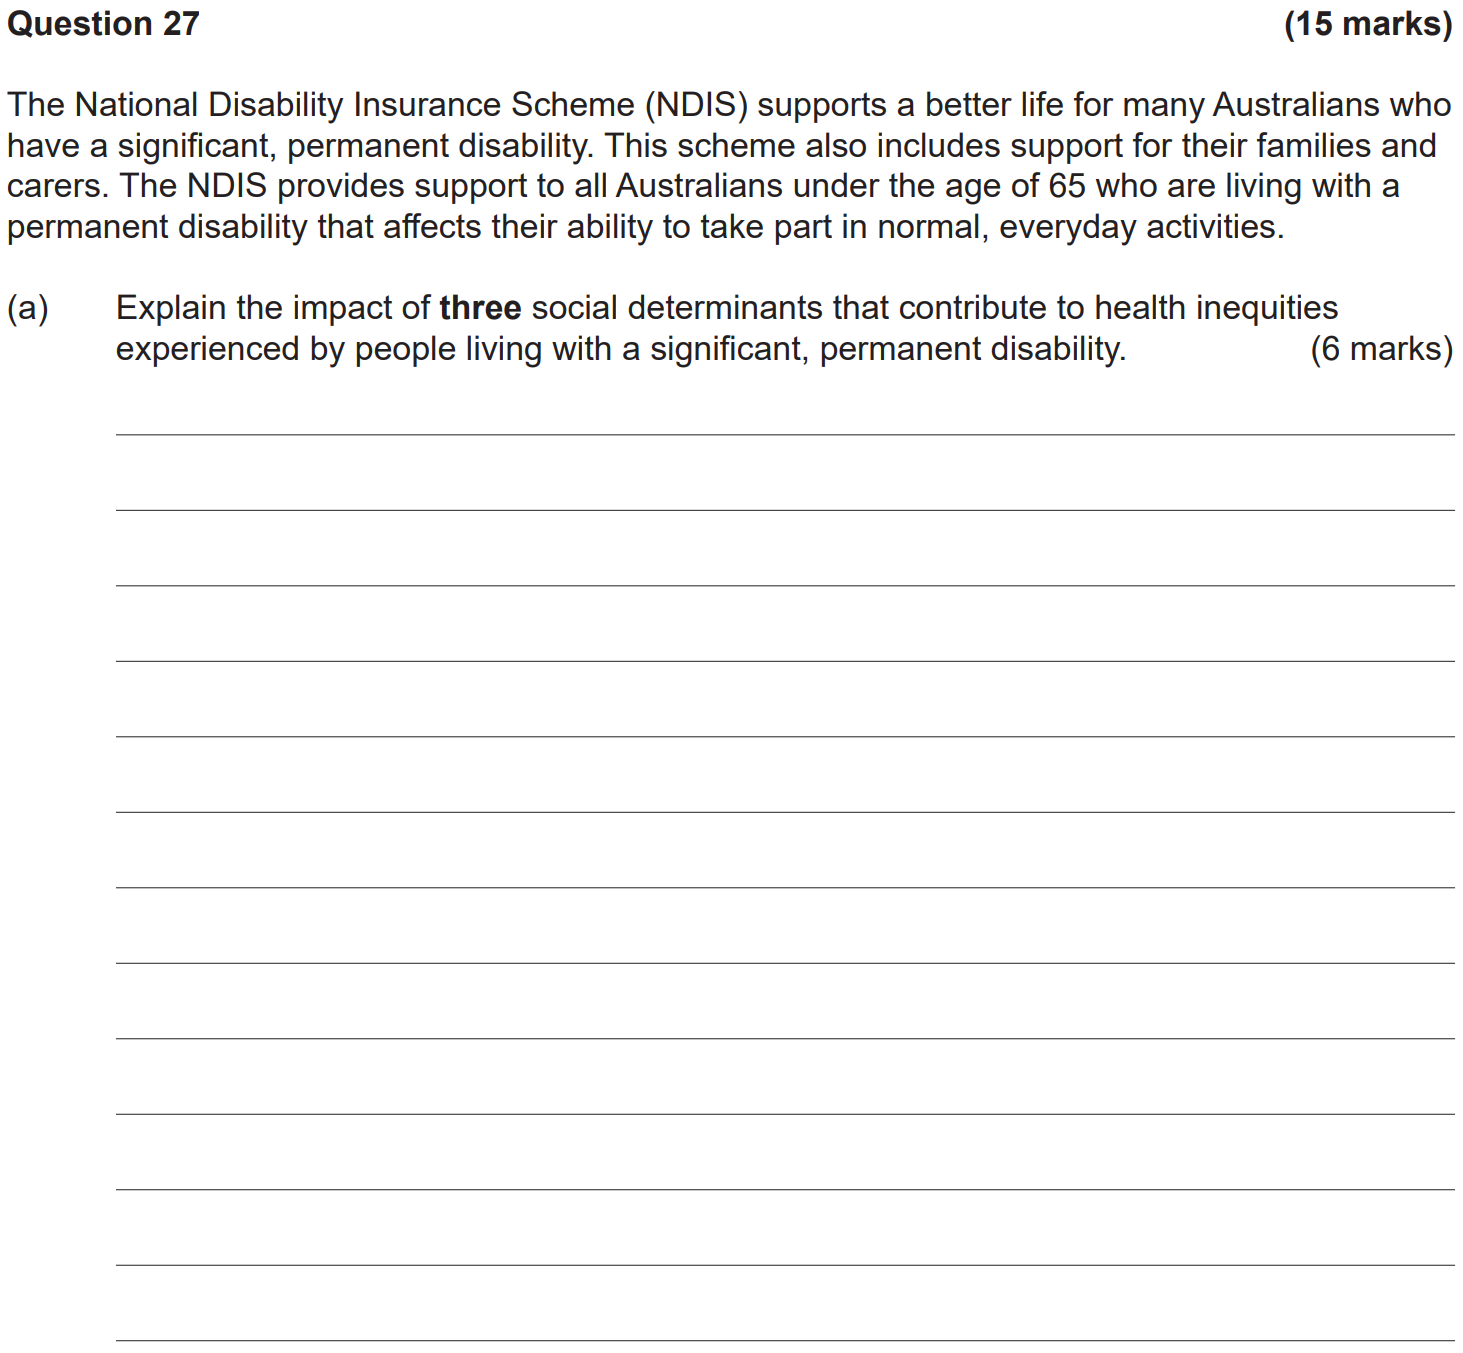 Question 27 (15 marks)
The National Disability Insurance Scheme (NDIS) supports a better life for many Australians who
have a significant, permanent disability. This scheme also includes support for their families and
carers. The NDIS provides support to all Australians under the age of 65 who are living with a
permanent disability that affects their ability to take part in normal, everyday activities.
(a) Explain the impact of three social determinants that contribute to health inequities
experienced by people living with a significant, permanent disability. (6 marks)